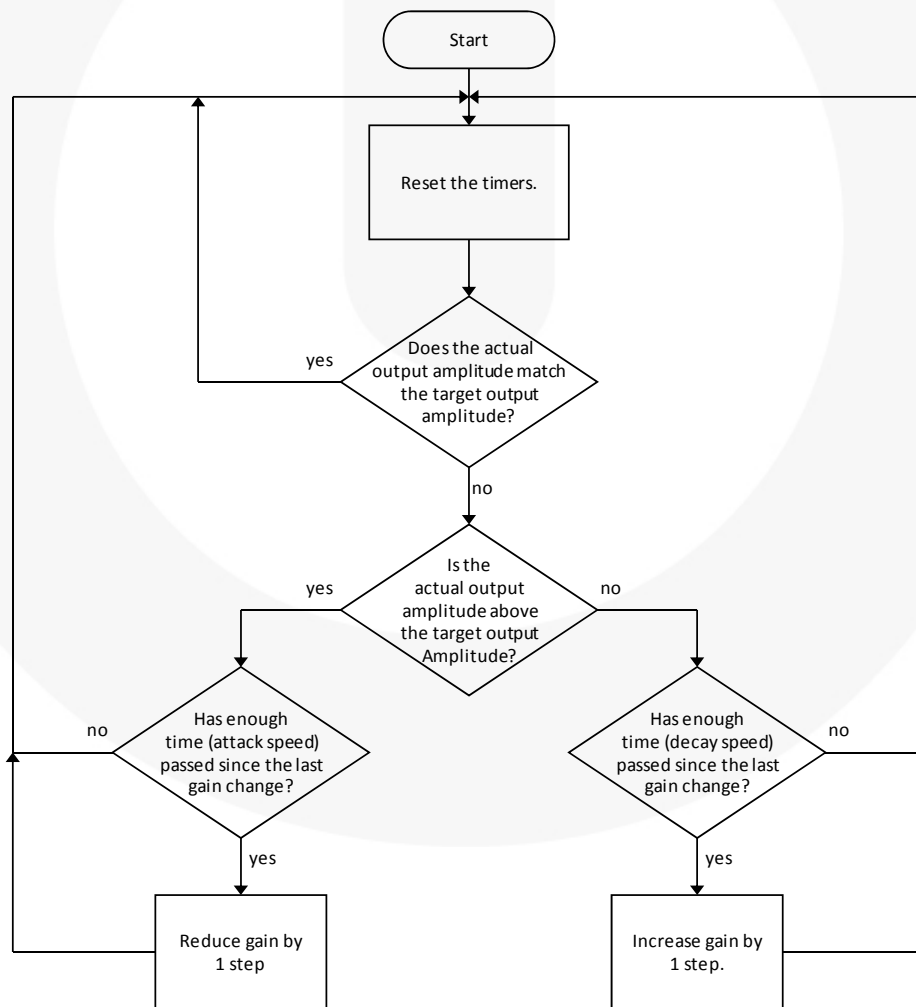 Start
Reset the timers.
Does the actual
output amplitude match
the target output
amplitude?
yes
no
Is the
actual output
amplitude above
the target output
Amplitude?
yes
no
Has enough
time (attack speed)
passed since the last
gain change?
no
yes
Has enough
time (decay speed)
passed since the last
gain change?
no
yes
Reduce gain by
1 step
Increase gain by
1 step.